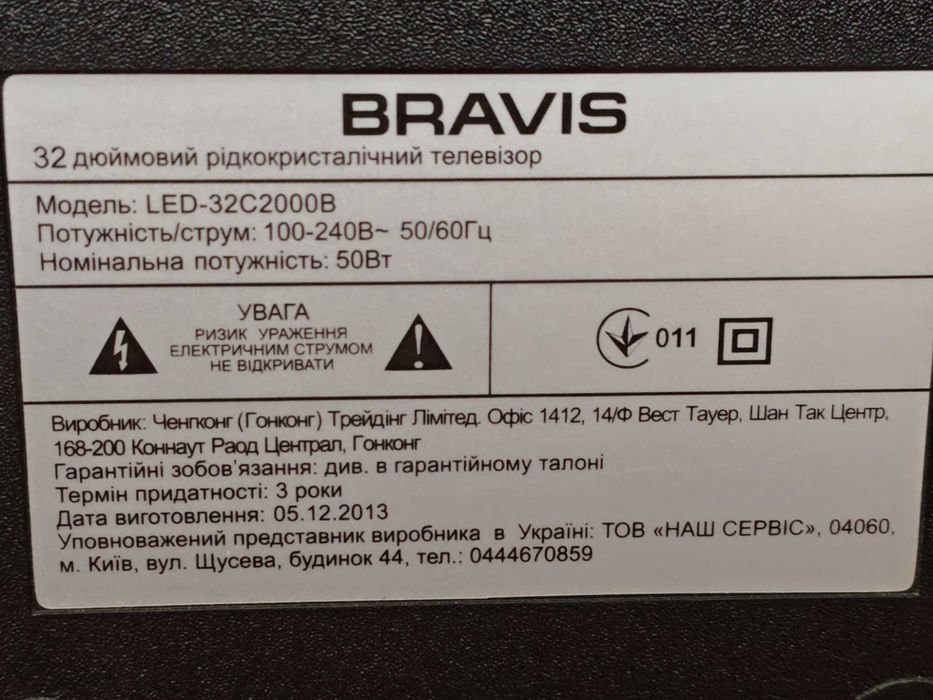 BRAVIS
32 дюймовий рідкокристалічний телевізор
Модель: LED-32C2000B
Потужність/струм: 100-240В~ 50/60Гц
Номінальна потужність: 50Вт
УВАГА
РИЗИК УРАЖЕННЯ
ЕЛЕКТРИЧНИМ СТРУМОМ
НЕ ВІДКРИВАТИ
011
Виробник: Ченгконг (Гонконг) Трейдінг Лімітед. Офіс 1412, 14/Ф Вест Тауер, Шан Так Центр,
168-200 Коннаут Раод Централ, Гонконг
Гарантійні зобов'язання: див. в гарантійному талоні
Термін придатності: 3 роки
Дата виготовлення: 05.12.2013
Уповноважений представник виробника в Україні: ТОВ «НАШ СЕРВІС», 04060,
м. Київ, вул. Щусева, будинок 44, тел.: 0444670859